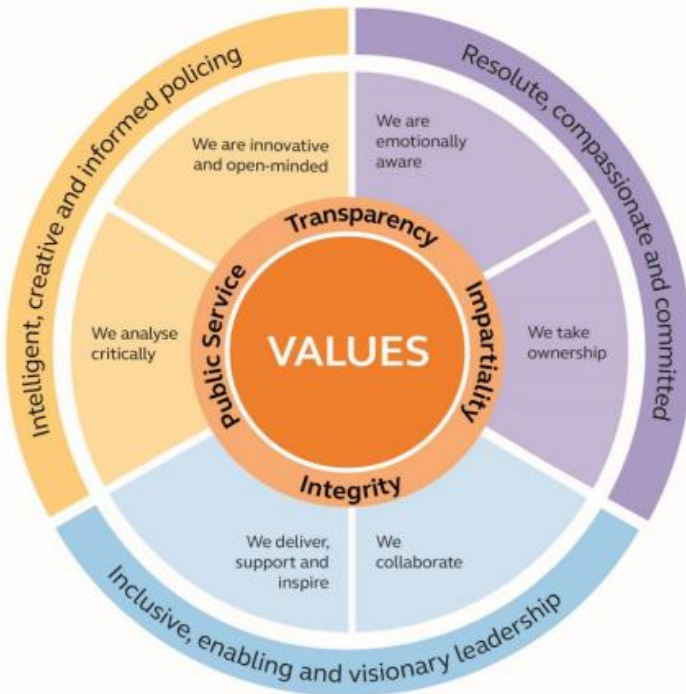 Intelligent, creative and informed policing
Resolute, compassionate and committed
We are innovative
and open-minded
We are
emotionally
aware
Transparency
Public Service
Impartiality
We analyse
critically
VALUES
We take
ownership
Integrity
We deliver,
support and
inspire
We
collaborate
Inclusive, enabling and visionary leadership